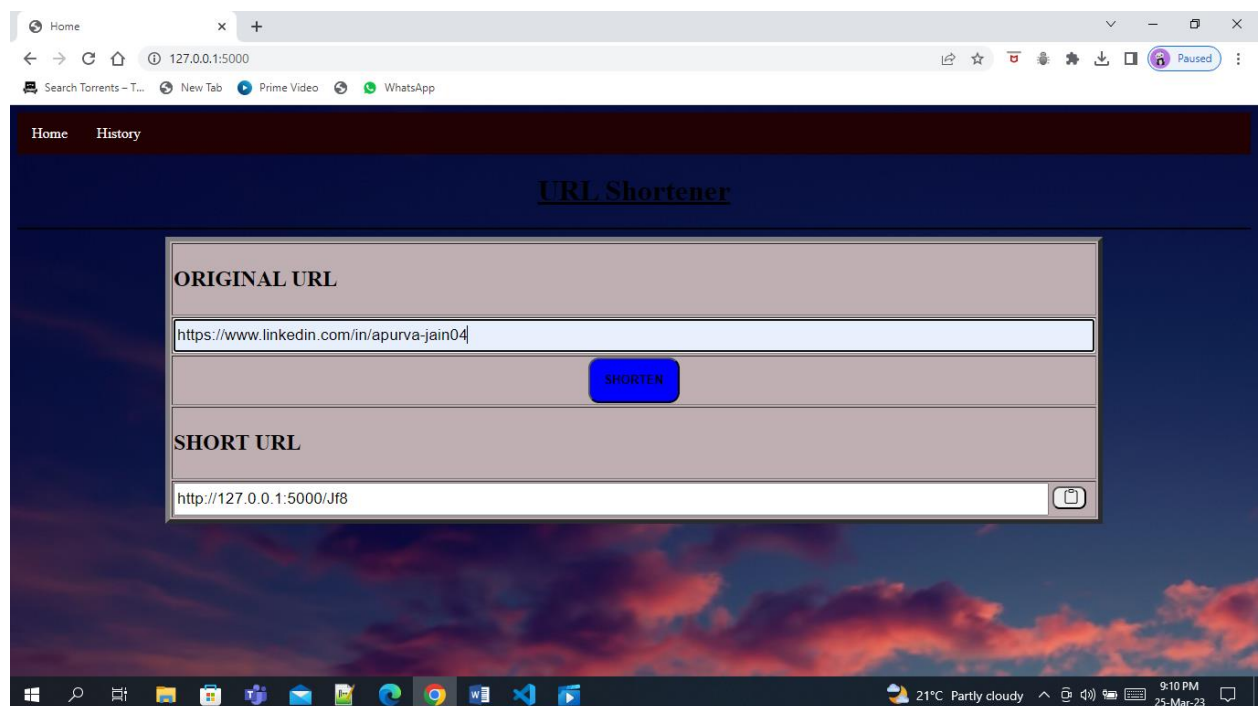 Home
127.0.0.1:5000
Paused
Search Torrents – T... New Tab Prime Video WhatsApp
Home History
URL Shortener
ORIGINAL URL
https://www.linkedin.com/in/apurva-jain04
SHORTEN
SHORT URL
http://127.0.0.1:5000/Jf8
21°C Partly cloudy
9:10 PM
25-Mar-23